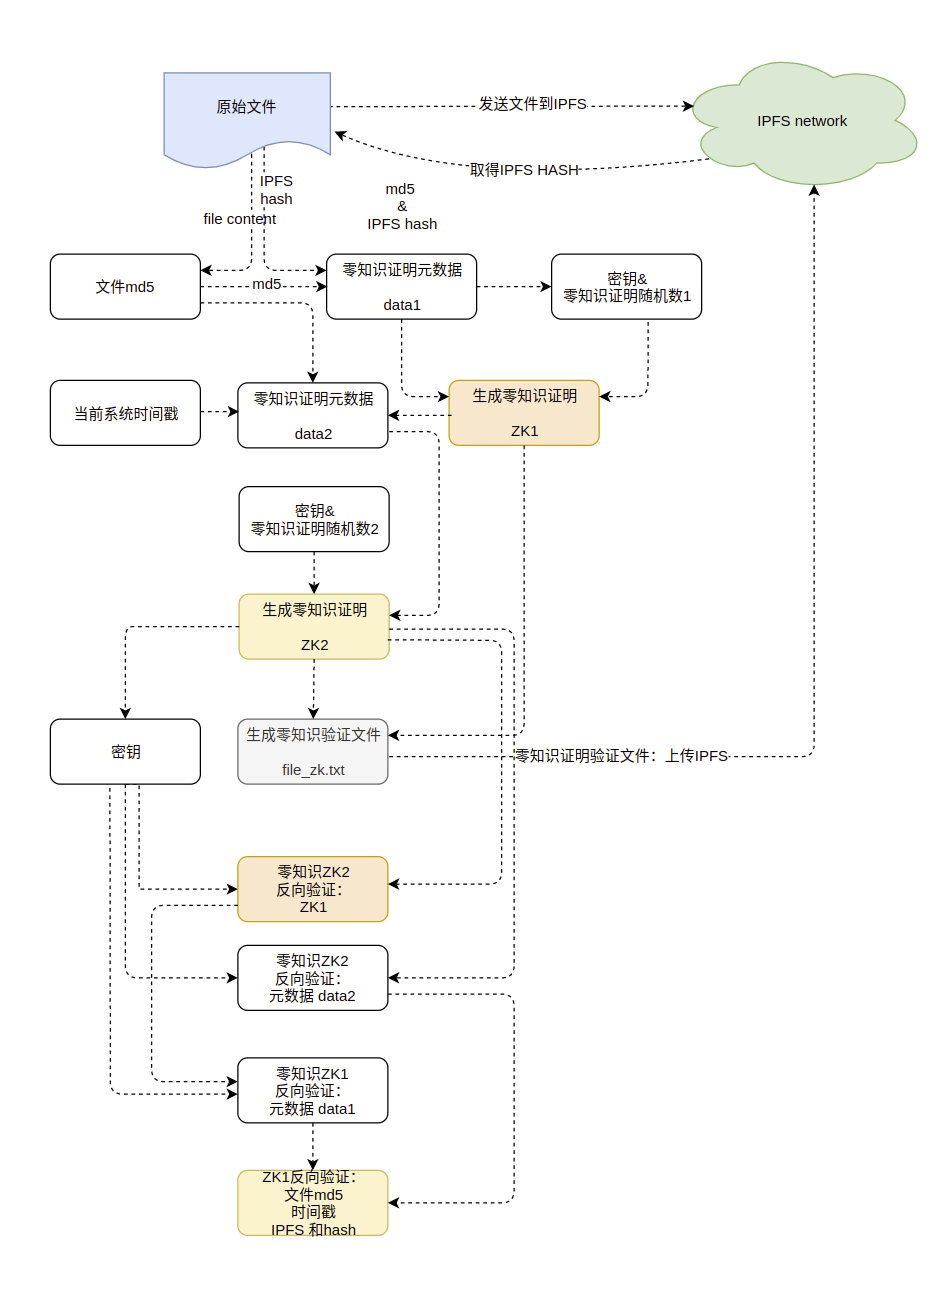 原始文件
发送文件到IPFS
IPFS network
取得IPFS HASH
IPFS
hash
file content
md5
&
IPFS hash
文件md5
md5
零知识证明元数据
data1
密钥&
零知识证明随机数1
当前系统时间戳
零知识证明元数据
data2
生成零知识证明
ZK1
密钥&
零知识证明随机数2
生成零知识证明
ZK2
密钥
生成零知识验证文件
file_zk.txt
零知识证明验证文件：上传IPFS
零知识ZK2
反向验证：
ZK1
零知识ZK2
反向验证：
元数据 data2
零知识ZK1
反向验证：
元数据 data1
ZK1反向验证：
文件md5
时间戳
IPFS 和hash